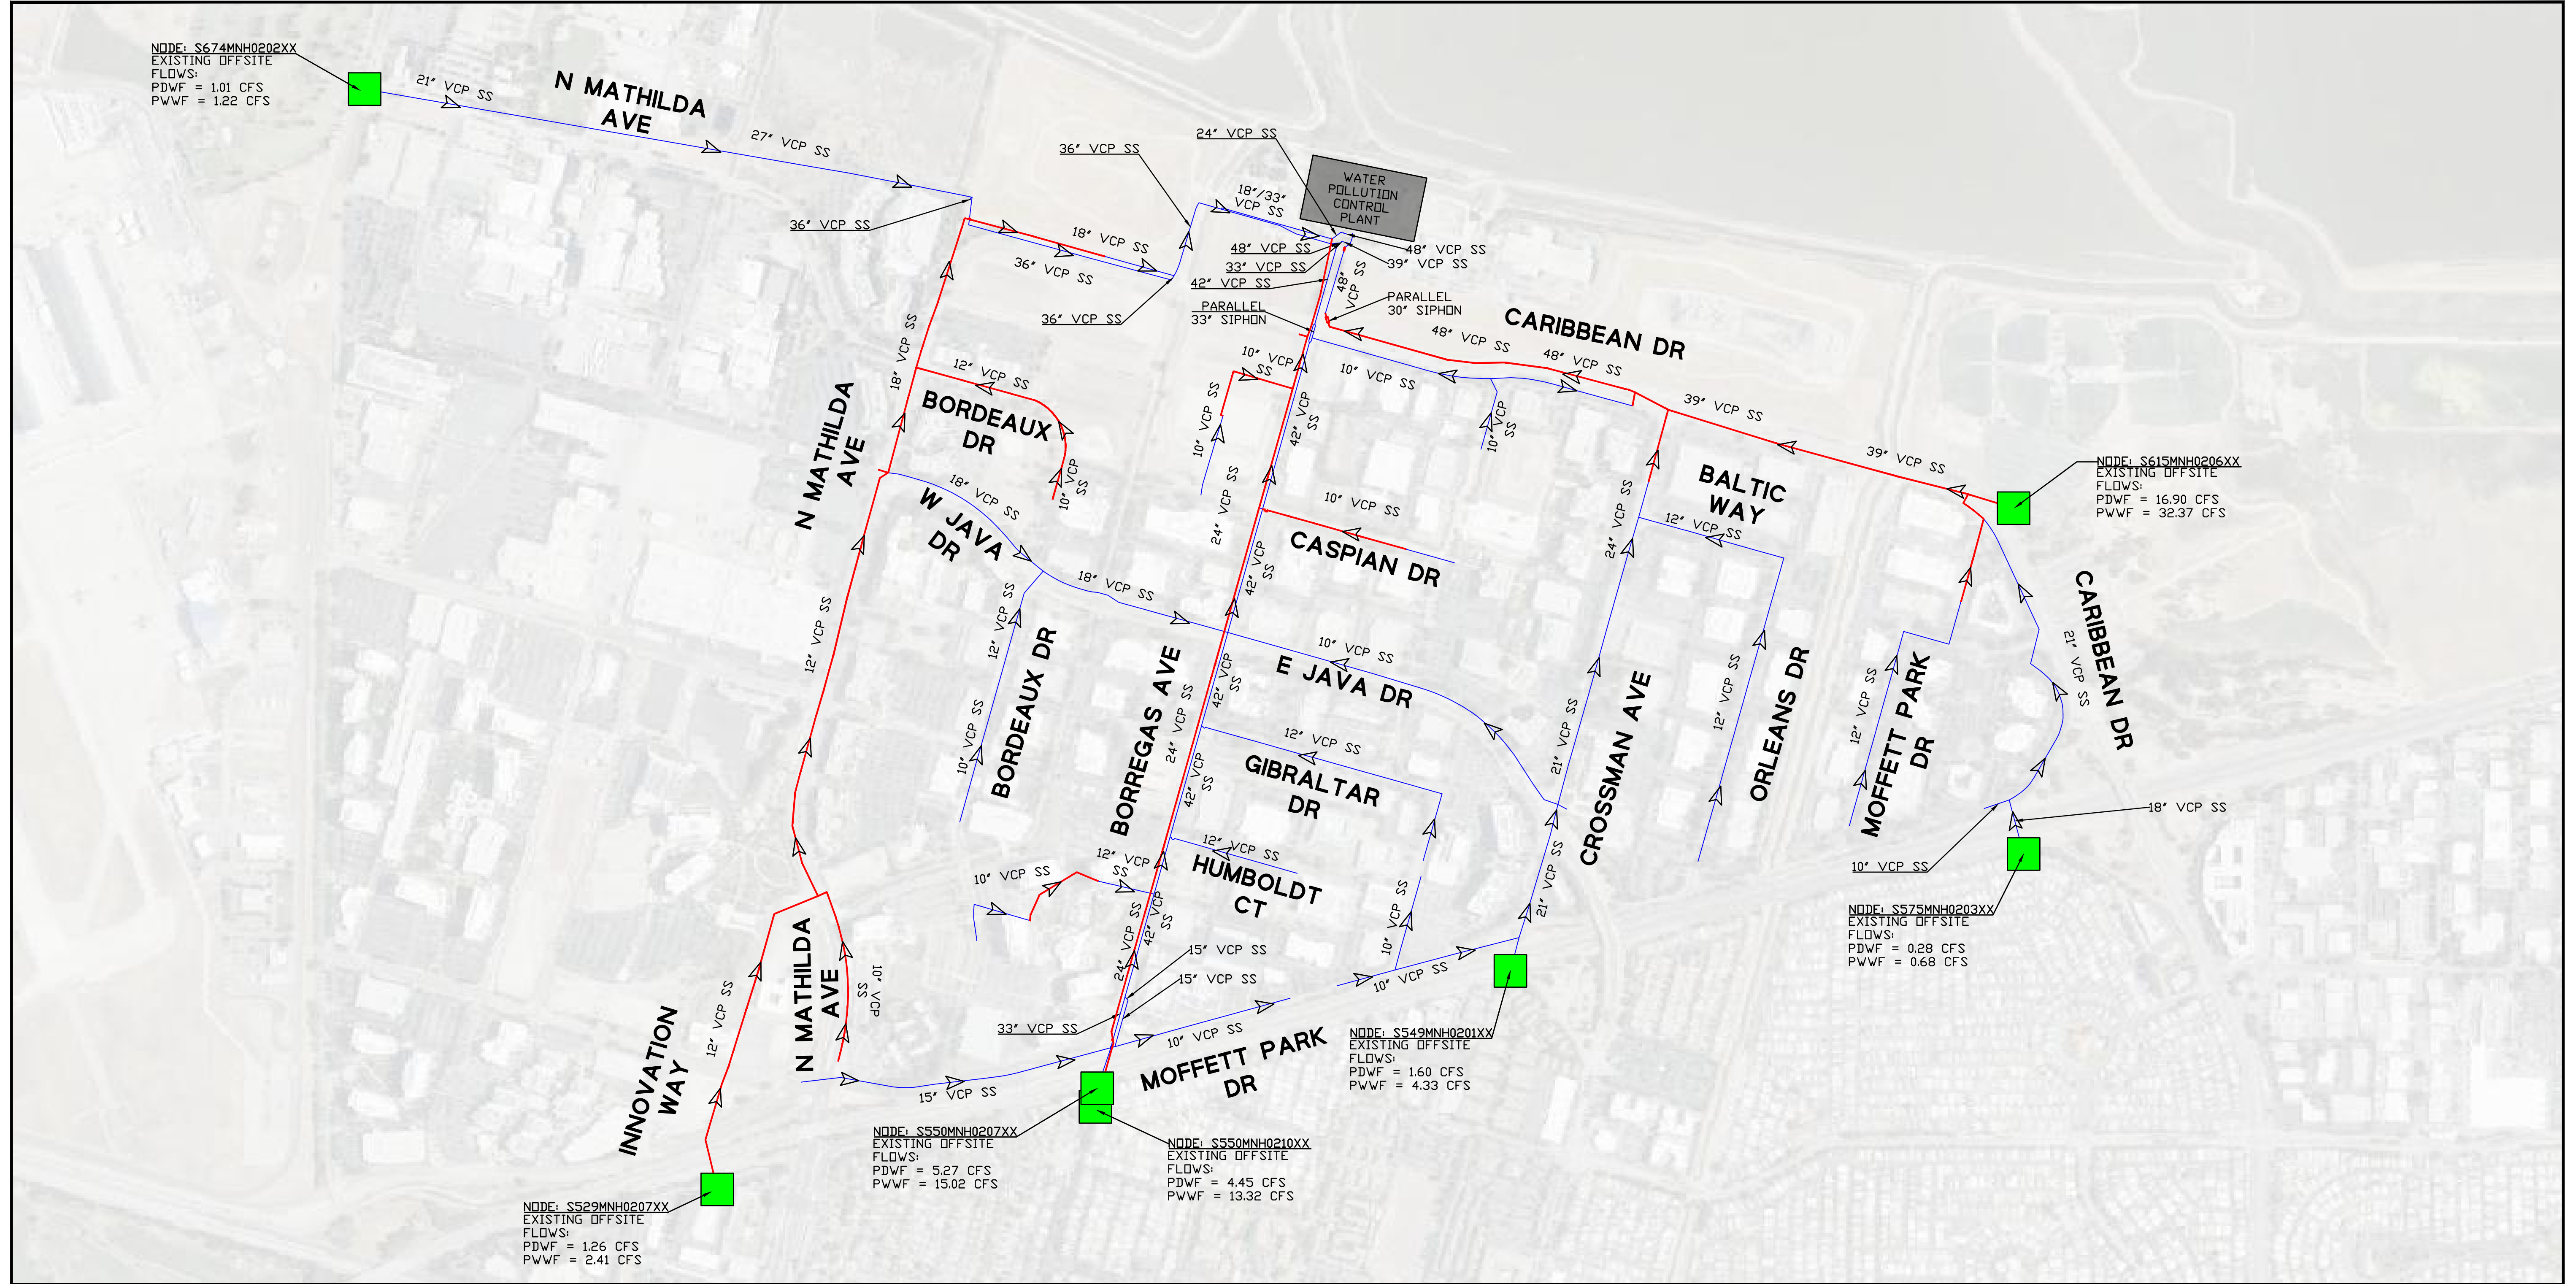 NODE: S674MNH0202XX
EXISTING OFFSITE
FLOWS:
PDWF = 1.01 CFS
PWWF = 1.22 CFS
21" VCP SS
N MATHILDA
AVE
27" VCP SS
36" VCP SS
24" VCP SS
36" VCP SS
18"/33"
VCP SS
WATER
POLLUTION
CONTROL
PLANT
18" VCP SS
36" VCP SS
36" VCP SS
48" VCP SS
33" VCP SS
42" VCP SS
PARALLEL
33" SIPHON
48" VCP SS
39" VCP SS
48"
VCP SS
PARALLEL
30" SIPHON
CARIBBEAN DR
48" VCP SS
48" VCP SS
10" VCP SS
39" VCP SS
39" VCP SS
NODE: S615MNH0206XX
EXISTING OFFSITE
FLOWS:
PDWF = 16.90 CFS
PWWF = 32.37 CFS
18" VCP SS
12" VCP SS
BORDEAUX
DR
10" VCP
SS
N MATHILDA
AVE
10" VCP
SS
10" VCP SS
42" VCP
SS
10" VCP
SS
18" VCP SS
W JAVA
DR
24" VCP SS
10" VCP SS
CASPIAN DR
24" VCP SS
BALTIC
WAY
12" VCP SS
42" VCP
SS
18" VCP SS
12" VCP SS
12" VCP SS
BORDEAUX DR
10" VCP SS
10" VCP SS
E JAVA DR
BORREGAS AVE
24" VCP SS
42" VCP
SS
12" VCP SS
GIBRALTAR
DR
42" VCP
SS
21" VCP SS
CROSSMAN AVE
12" VCP SS
ORLEANS DR
12" VCP SS
MOFFETT PARK
DR
21" VCP SS
CARIBBEAN DR
18" VCP SS
10" VCP SS
NODE: S575MNH0203XX
EXISTING OFFSITE
FLOWS:
PDWF = 0.28 CFS
PWWF = 0.68 CFS
12" VCP SS
HUMBOLDT
CT
12" VCP
SS
10" VCP SS
24" VCP SS
42" VCP
SS
15" VCP SS
15" VCP SS
33" VCP SS
10" VCP SS
21" VCP SS
10" VCP SS
10" VCP SS
MOFFETT PARK
DR
NODE: S549MNH0201XX
EXISTING OFFSITE
FLOWS:
PDWF = 1.60 CFS
PWWF = 4.33 CFS
N MATHILDA
AVE
10" VCP
SS
12" VCP SS
INNOVATION
WAY
15" VCP SS
NODE: S550MNH0207XX
EXISTING OFFSITE
FLOWS:
PDWF = 5.27 CFS
PWWF = 15.02 CFS
NODE: S550MNH0210XX
EXISTING OFFSITE
FLOWS:
PDWF = 4.45 CFS
PWWF = 13.32 CFS
NODE: S529MNH0207XX
EXISTING OFFSITE
FLOWS:
PDWF = 1.26 CFS
PWWF = 2.41 CFS